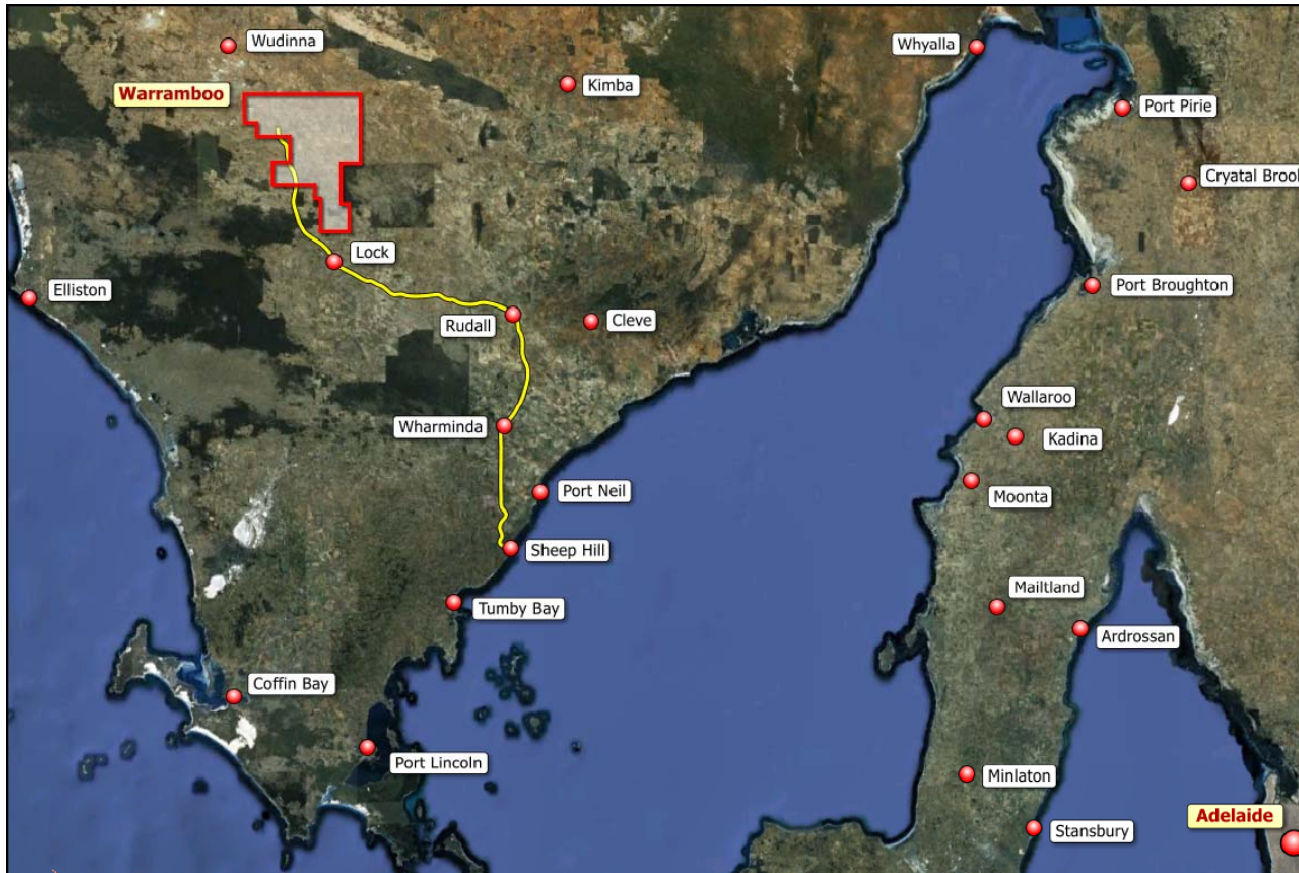 Wudinna
Whyalla
Kimba
Warramboo
Port Pirie
Cryatal Brook
Lock
Elliston
Port Broughton
Rudall
Cleve
Wallaroo
Wharminda
Kadina
Port Neil
Moonta
Sheep Hill
Mailtland
Tumby Bay
Ardrossan
Coffin Bay
Port Lincoln
Minlaton
Adelaide
Stansbury